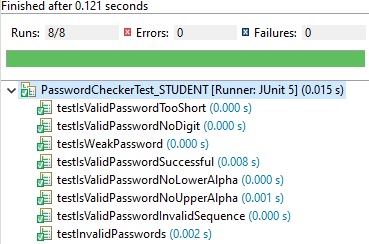 Finished after 0.121 seconds
Runs: 8/8 Errors: 0 Failures: 0
PasswordCheckerTest_STUDENT [Runner: JUnit 5] (0.015 s)
testIsValidPasswordTooShort (0.000 s)
testIsValidPasswordNoDigit (0.000 s)
testIsWeakPassword (0.000 s)
testIsValidPasswordSuccessful (0.008 s)
testIsValidPasswordNoLowerAlpha (0.000 s)
testIsValidPasswordNoUpperAlpha (0.001 s)
testIsValidPasswordInvalidSequence (0.000 s)
testInvalidPasswords (0.002 s)